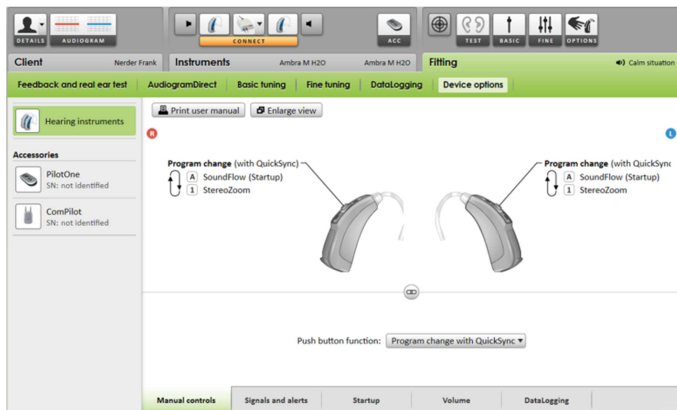 DETAILS AUDIOGRAM CONNECT ACC TEST BASIC FINE OPTIONS
Client Nerder Frank Instruments Ambra M H2O Ambra M H2O Fitting Calm situation
Feedback and real ear test AudiogramDirect Basic tuning Fine tuning DataLogging Device options
Print user manual Enlarge view
Hearing instruments
R L
Accessories
PilotOne
SN: not identified
ComPilot
SN: not identified
Program change (with QuickSync)
A SoundFlow (Startup)
1 StereoZoom
Program change (with QuickSync
A SoundFlow (Startup)
1 StereoZoom
Push button function: Program change with QuickSync
Manual controls Signals and alerts Startup Volume DataLogging